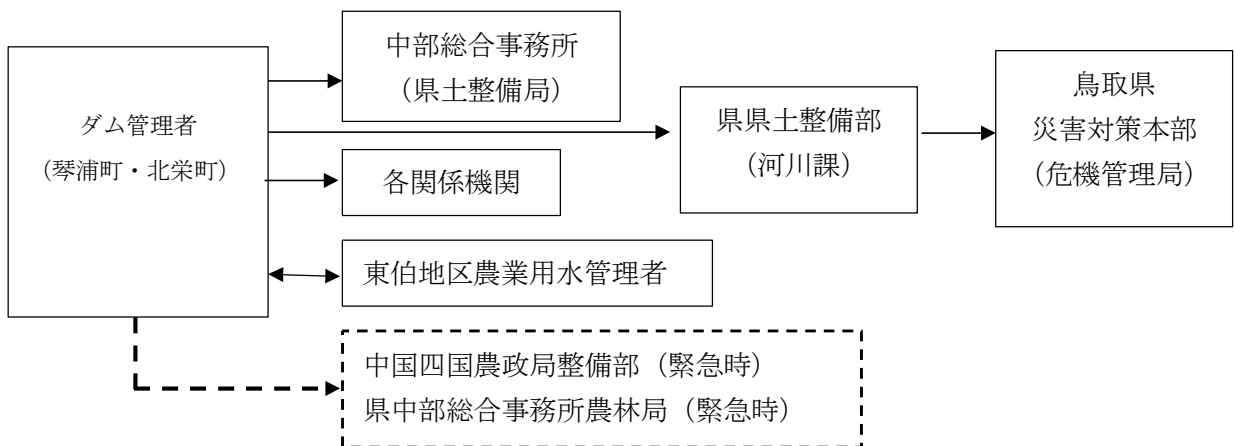 ダム管理者
(琴浦町・北栄町)
中部総合事務所
(県土整備局)
県県土整備部
(河川課)
鳥取県
災害対策本部
(危機管理局)
各関係機関
東伯地区農業用水管理者
中国四国農政局整備部(緊急時)
県中部総合事務所農林局(緊急時)